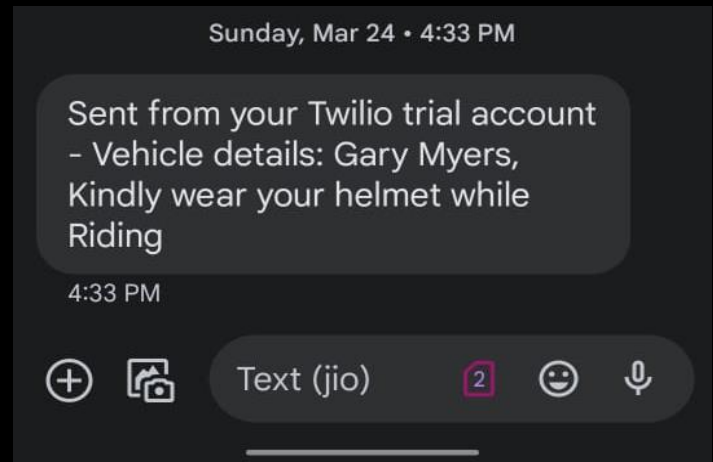 Sunday, Mar 24 • 4:33 PM
Sent from your Twilio trial account
- Vehicle details: Gary Myers,
Kindly wear your helmet while
Riding
4:33 PM
Text (jio) 2